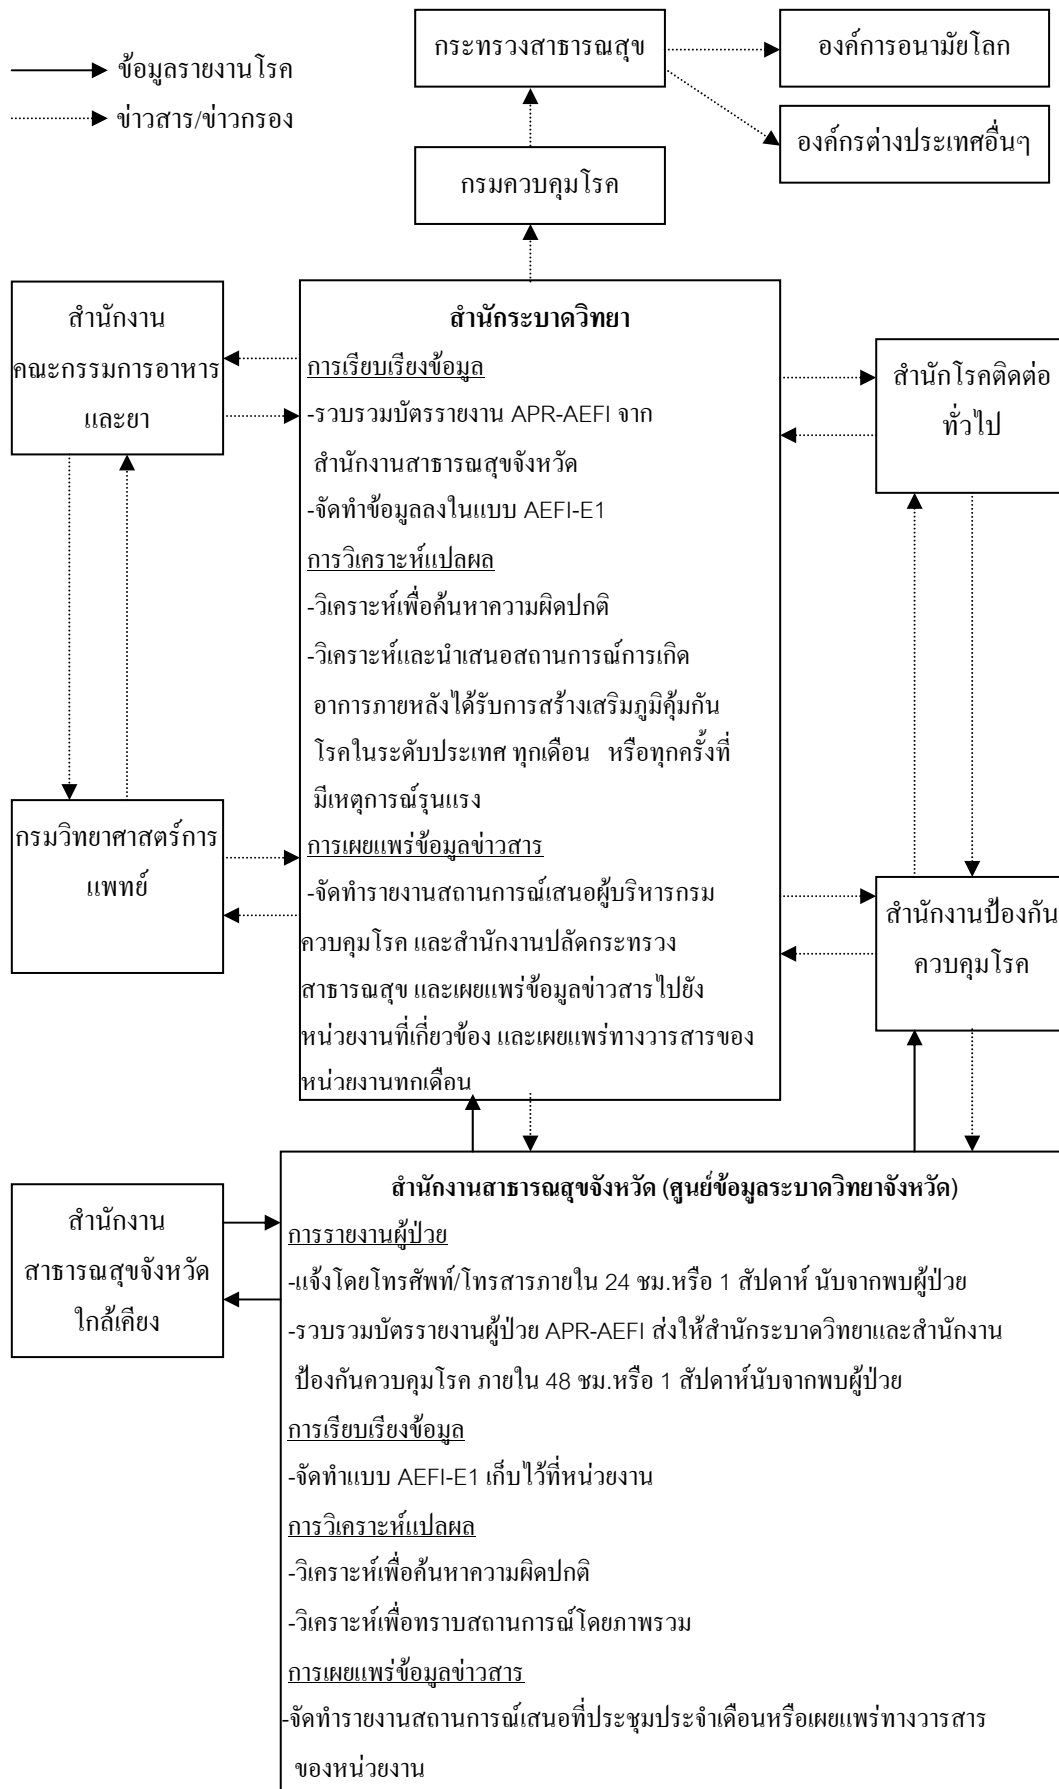 กระทรวงสาธารณสุข
องค์การอนามัยโลก
ข้อมูลรายงานโรค
ข่าวสาร/ข่าวกรอง
องค์กรต่างประเทศอื่นๆ
กรมควบคุมโรค
สำนักงาน
คณะกรรมการอาหาร
และยา
สำนักระบาดวิทยา
การเรียบเรียงข้อมูล
-รวบรวมบัตรรายงาน APR-AEFI จาก
สำนักงานสาธารณสุขจังหวัด
-จัดทำข้อมูลลงในแบบ AEFI-E1
การวิเคราะห์แปลผล
-วิเคราะห์เพื่อค้นหาความผิดปกติ
-วิเคราะห์และนำเสนอสถานการณ์การเกิด
อาการภายหลังได้รับการสร้างเสริมภูมิคุ้มกัน
โรคในระดับประเทศ ทุกเดือน หรือทุกครั้งที่
มีเหตุการณ์รุนแรง
การเผยแพร่ข้อมูลข่าวสาร
-จัดทำรายงานสถานการณ์เสนอผู้บริหารกรม
ควบคุมโรค และสำนักงานปลัดกระทรวง
สาธารณสุข และเผยแพร่ข้อมูลข่าวสารไปยัง
หน่วยงานที่เกี่ยวข้อง และเผยแพร่ทางวารสารของ
หน่วยงานทกเดือน
สำนักโรคติดต่อ
ทั่วไป
กรมวิทยาศาสตร์การ
แพทย์
สำนักงานป้องกัน
ควบคุมโรค
สำนักงาน
สาธารณสุขจังหวัด
ใกล้เคียง
สำนักงานสาธารณสุขจังหวัด (ศูนย์ข้อมูลระบาดวิทยาจังหวัด)
การรายงานผู้ป่วย
-แจ้งโดยโทรศัพท์/โทรสารภายใน 24 ชม.หรือ 1 สัปดาห์ นับจากพบผู้ป่วย
-รวบรวมบัตรรายงานผู้ป่วย APR-AEFI ส่งให้สำนักระบาดวิทยาและสำนักงาน
ป้องกันควบคุมโรค ภายใน 48 ชม.หรือ 1 สัปดาห์นับจากพบผู้ป่วย
การเรียบเรียงข้อมูล
-จัดทำแบบ AEFI-E1 เก็บไว้ที่หน่วยงาน
การวิเคราะห์แปลผล
-วิเคราะห์เพื่อค้นหาความผิดปกติ
-วิเคราะห์เพื่อทราบสถานการณ์โดยภาพรวม
การเผยแพร่ข้อมูลข่าวสาร
-จัดทำรายงานสถานการณ์เสนอที่ประชุมประจำเดือนหรือเผยแพร่ทางวารสาร
ของหน่วยงาน